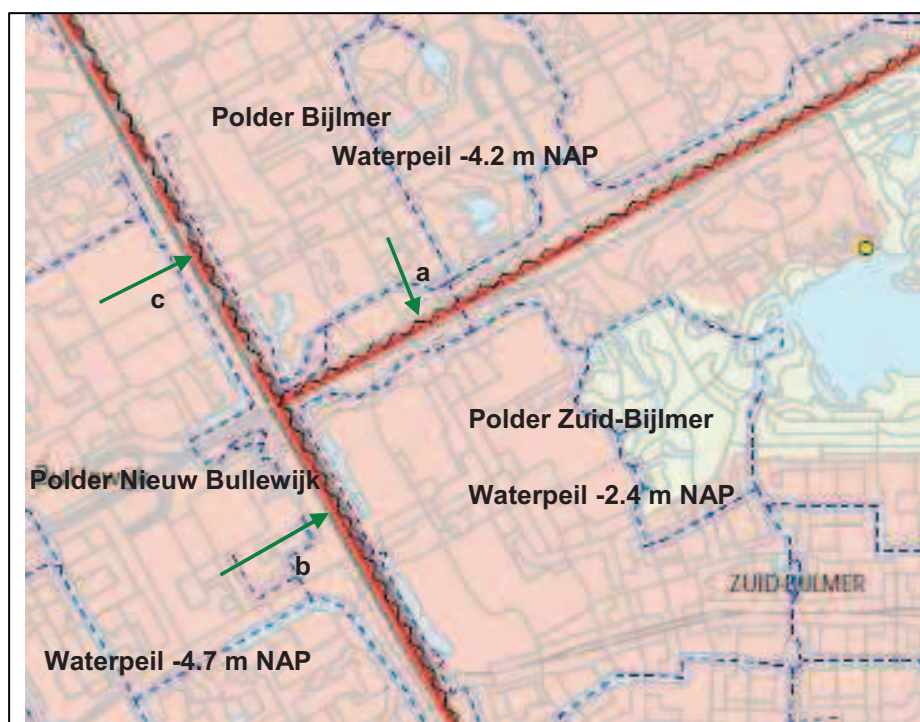 Polder Bijlmer
Waterpeil -4.2 m NAP
a
c
Polder Zuid-Bijlmer
Polder Nieuw Bullewijk
Waterpeil -2.4 m NAP
b
ZUID-BIJLMER
Waterpeil -4.7 m NAP